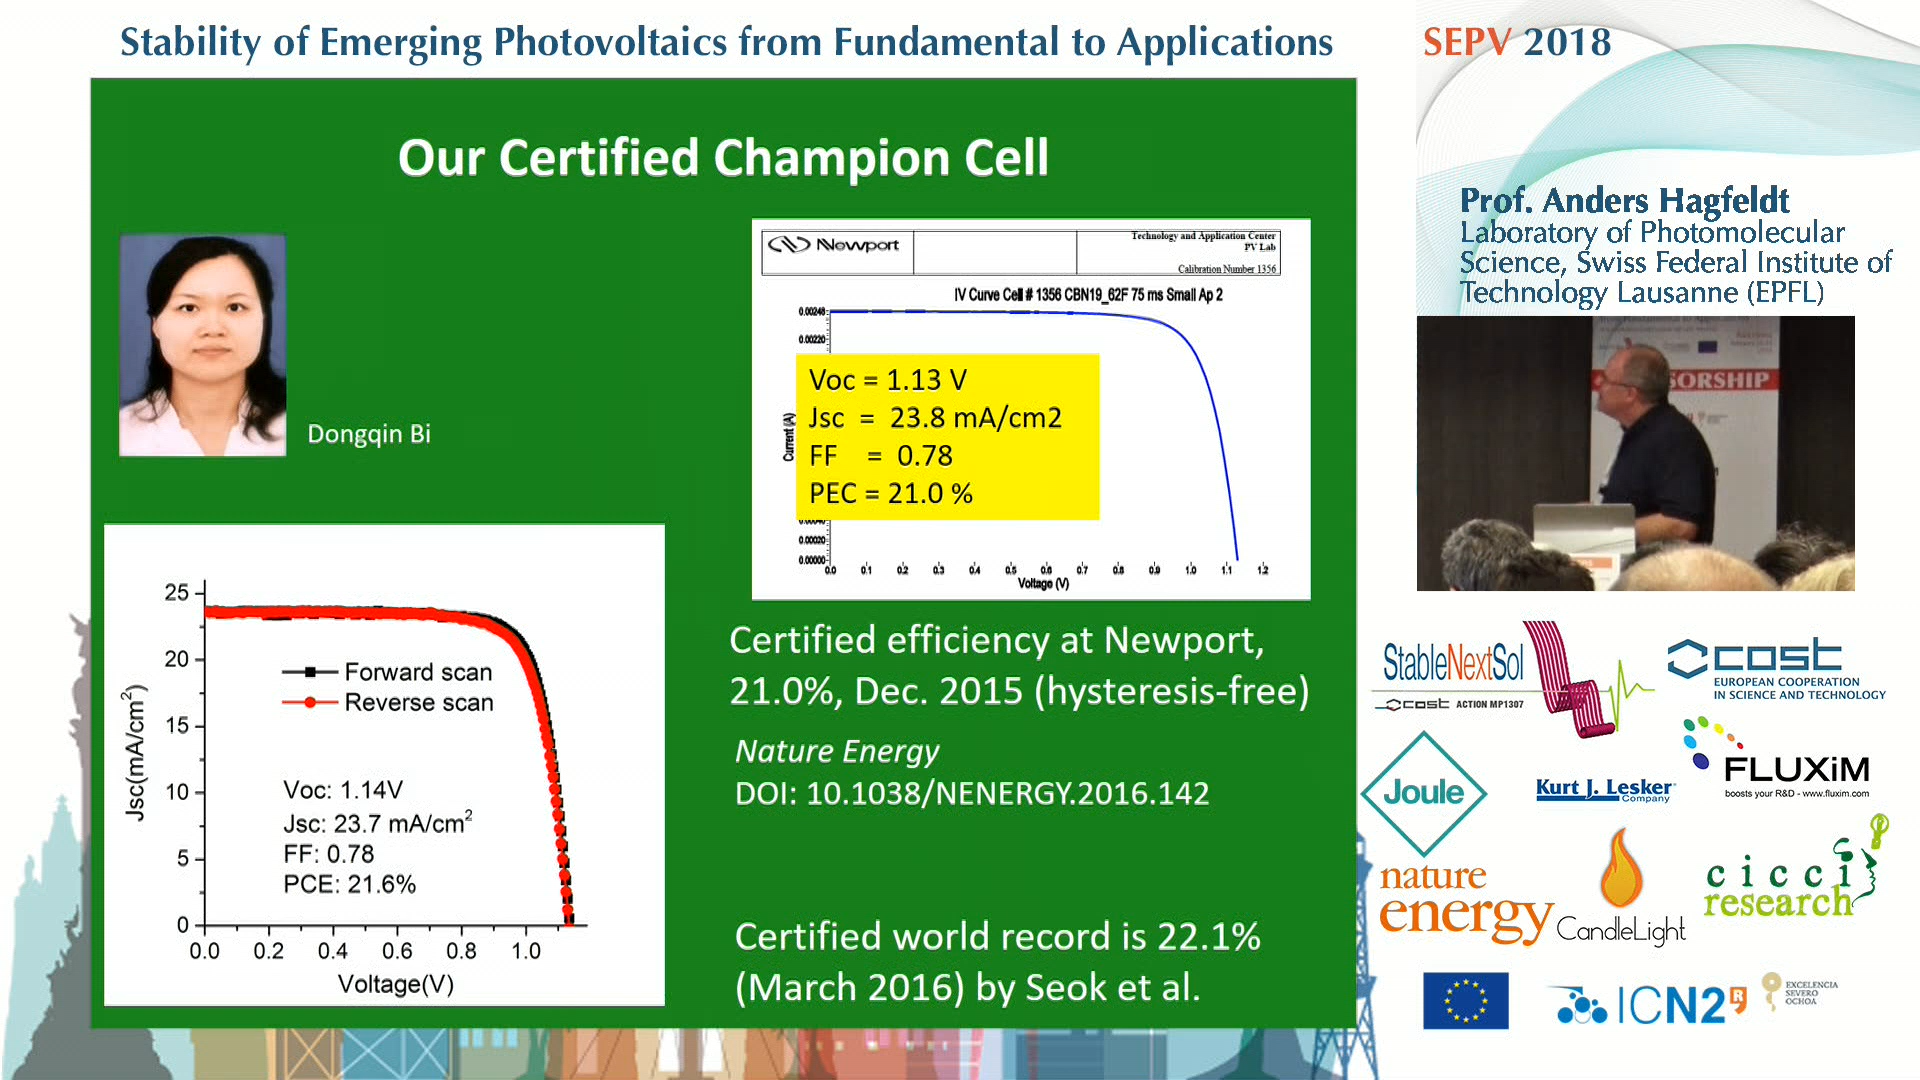 Stability of Emerging Photovoltaics from Fundamental to Applications
SEPV 2018
Our Certified Champion Cell
Dongqin Bi
Newport
Technology and Application Center
PV Lab
Calibration Number 1356
IV Curve Cell # 1356 CBN19_62F 75 ms Small Ap 2
0.00248
0.00220
Voc = 1.13 V
Jsc = 23.8 mA/cm2
FF = 0.78
PEC = 21.0 %
Current (A)
0.00020
0.00000
0.0 0.1 0.2 0.3 0.4 0.5 0.6 0.7 0.8 0.9 1.0 1.1 1.2
Voltage (V)
25
20
15
10
5
0
Jsc(mA/cm2)
Forward scan
Reverse scan
Voc: 1.14V
Jsc: 23.7 mA/cm2
FF: 0.78
PCE: 21.6%
0.0 0.2 0.4 0.6 0.8 1.0
Voltage(V)
Certified efficiency at Newport,
21.0%, Dec. 2015 (hysteresis-free)
Nature Energy
DOI: 10.1038/NENERGY.2016.142
Certified world record is 22.1%
(March 2016) by Seok et al.
Prof. Anders Hagfeldt
Laboratory of Photomolecular
Science, Swiss Federal Institute of
Technology Lausanne (EPFL)
SORSHIP
StableNextSol
cost ACTION MP1307
cost
EUROPEAN COOPERATION
IN SCIENCE AND TECHNOLOGY
Joule
Kurt J. Lesker
Company
FLUXiM
boosts your R&D - www.fluxim.com
nature
energy
CandleLight
cicci
research
ICN2
EXCELENCIA
SEVERO
OCHOA